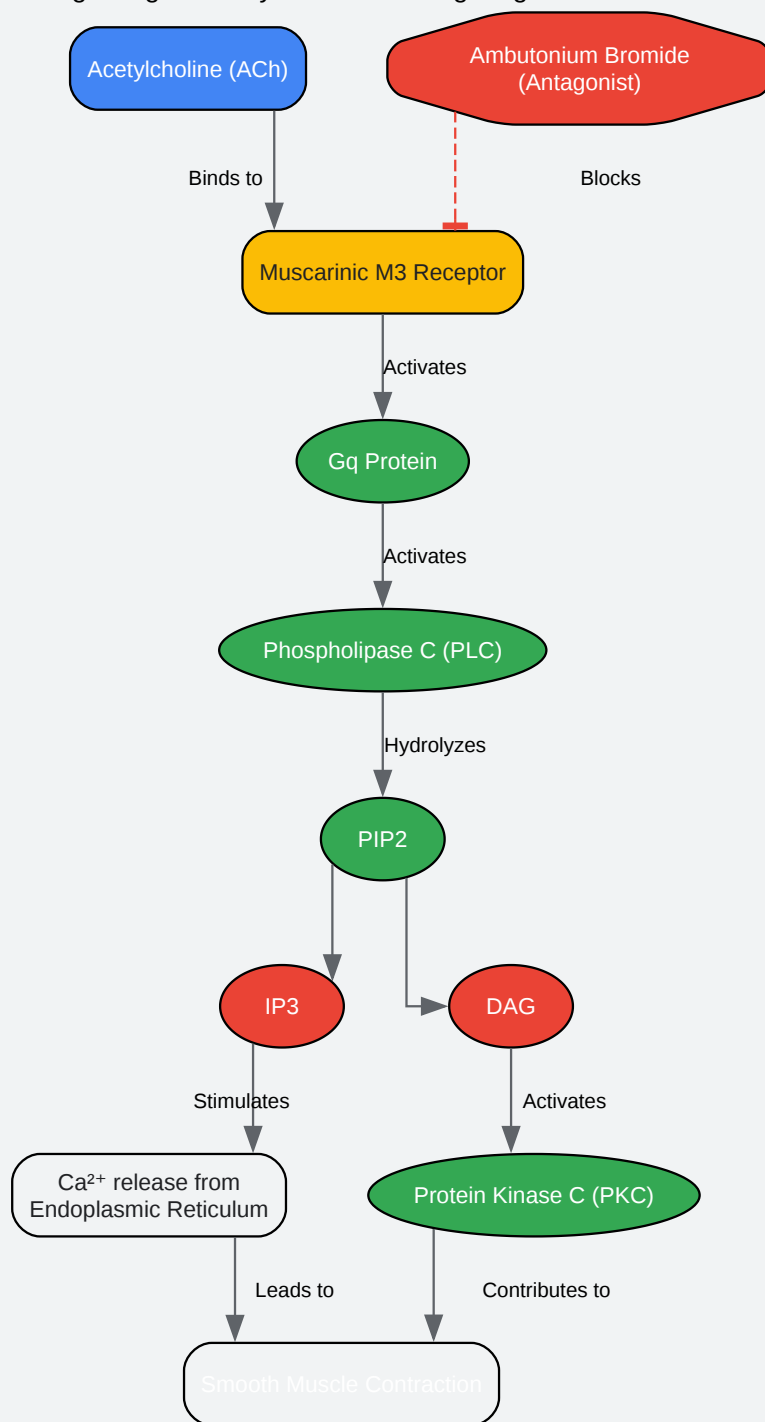 Acetylcholine (ACh)
Ambutonium Bromide
(Antagonist)
Binds to
Blocks
Muscarinic M3 Receptor
Activates
Gq Protein
Activates
Phospholipase C (PLC)
Hydrolyzes
PIP2
IP3
DAG
Stimulates
Activates
Ca²⁺ release from
Endoplasmic Reticulum
Protein Kinase C (PKC)
Leads to
Contributes to
Smooth Muscle Contraction